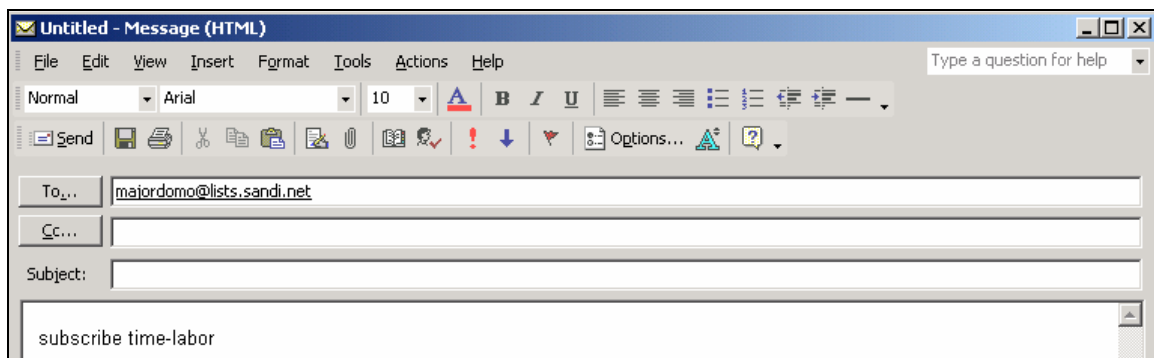 Untitled - Message (HTML)
File Edit View Insert Format Tools Actions Help Type a question for help
Normal Arial 10 A B I U
Send Options...
To... majordomo@lists.sandi.net
Cc...
Subject:
subscribe time-labor